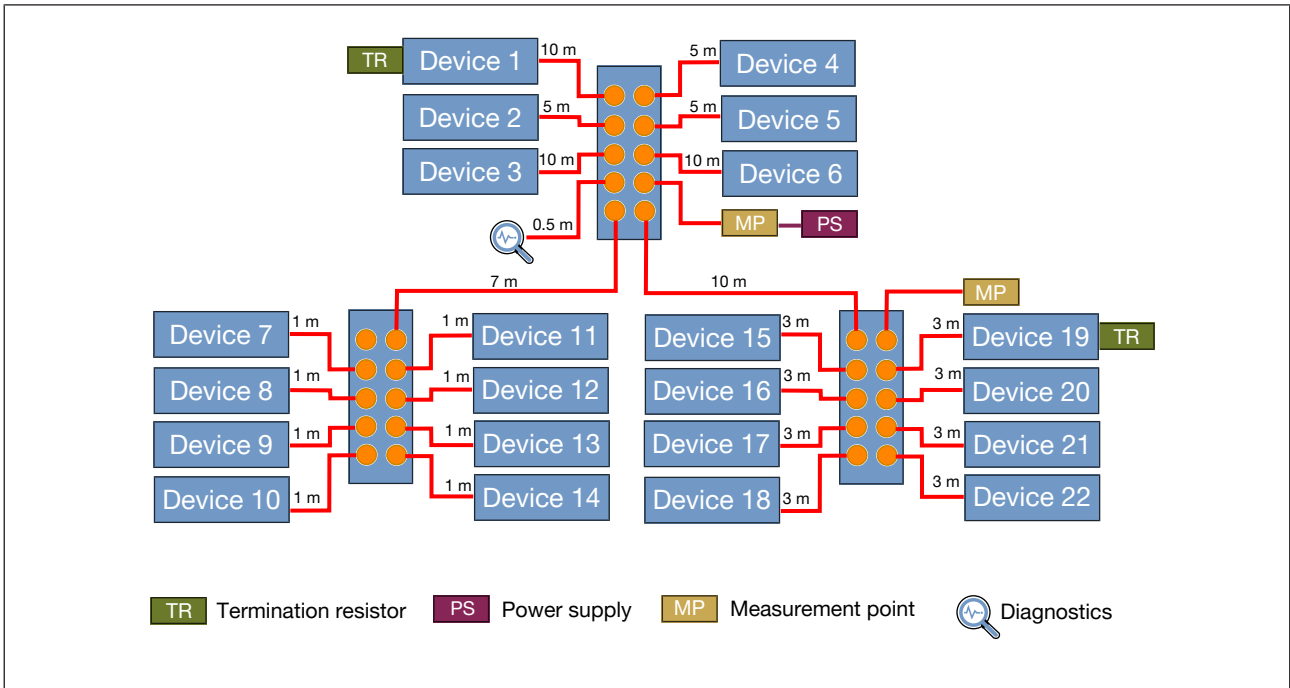 TR Device 1 10 m 5 m Device 4
Device 2 5 m 5 m Device 5
Device 3 10 m 10 m Device 6
0.5 m MP PS
7 m 10 m MP
Device 7 1 m 1 m Device 11
Device 8 1 m 1 m Device 12
Device 9 1 m 1 m Device 13
Device 10 1 m 1 m Device 14
Device 15 3 m 3 m Device 19 TR
Device 16 3 m 3 m Device 20
Device 17 3 m 3 m Device 21
Device 18 3 m 3 m Device 22
TR Termination resistor PS Power supply MP Measurement point Diagnostics